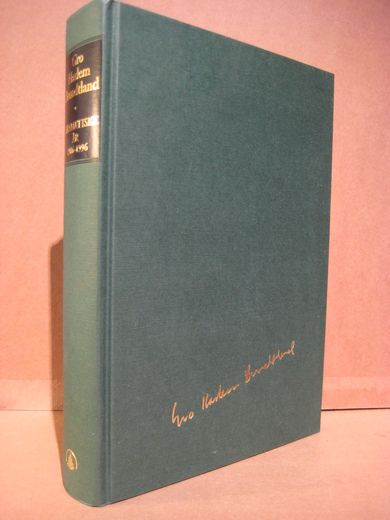 Gro
Harlem
Brundtland
DRAMATISKE
ÅR
1986-1996
Gro Harlem Brundtland